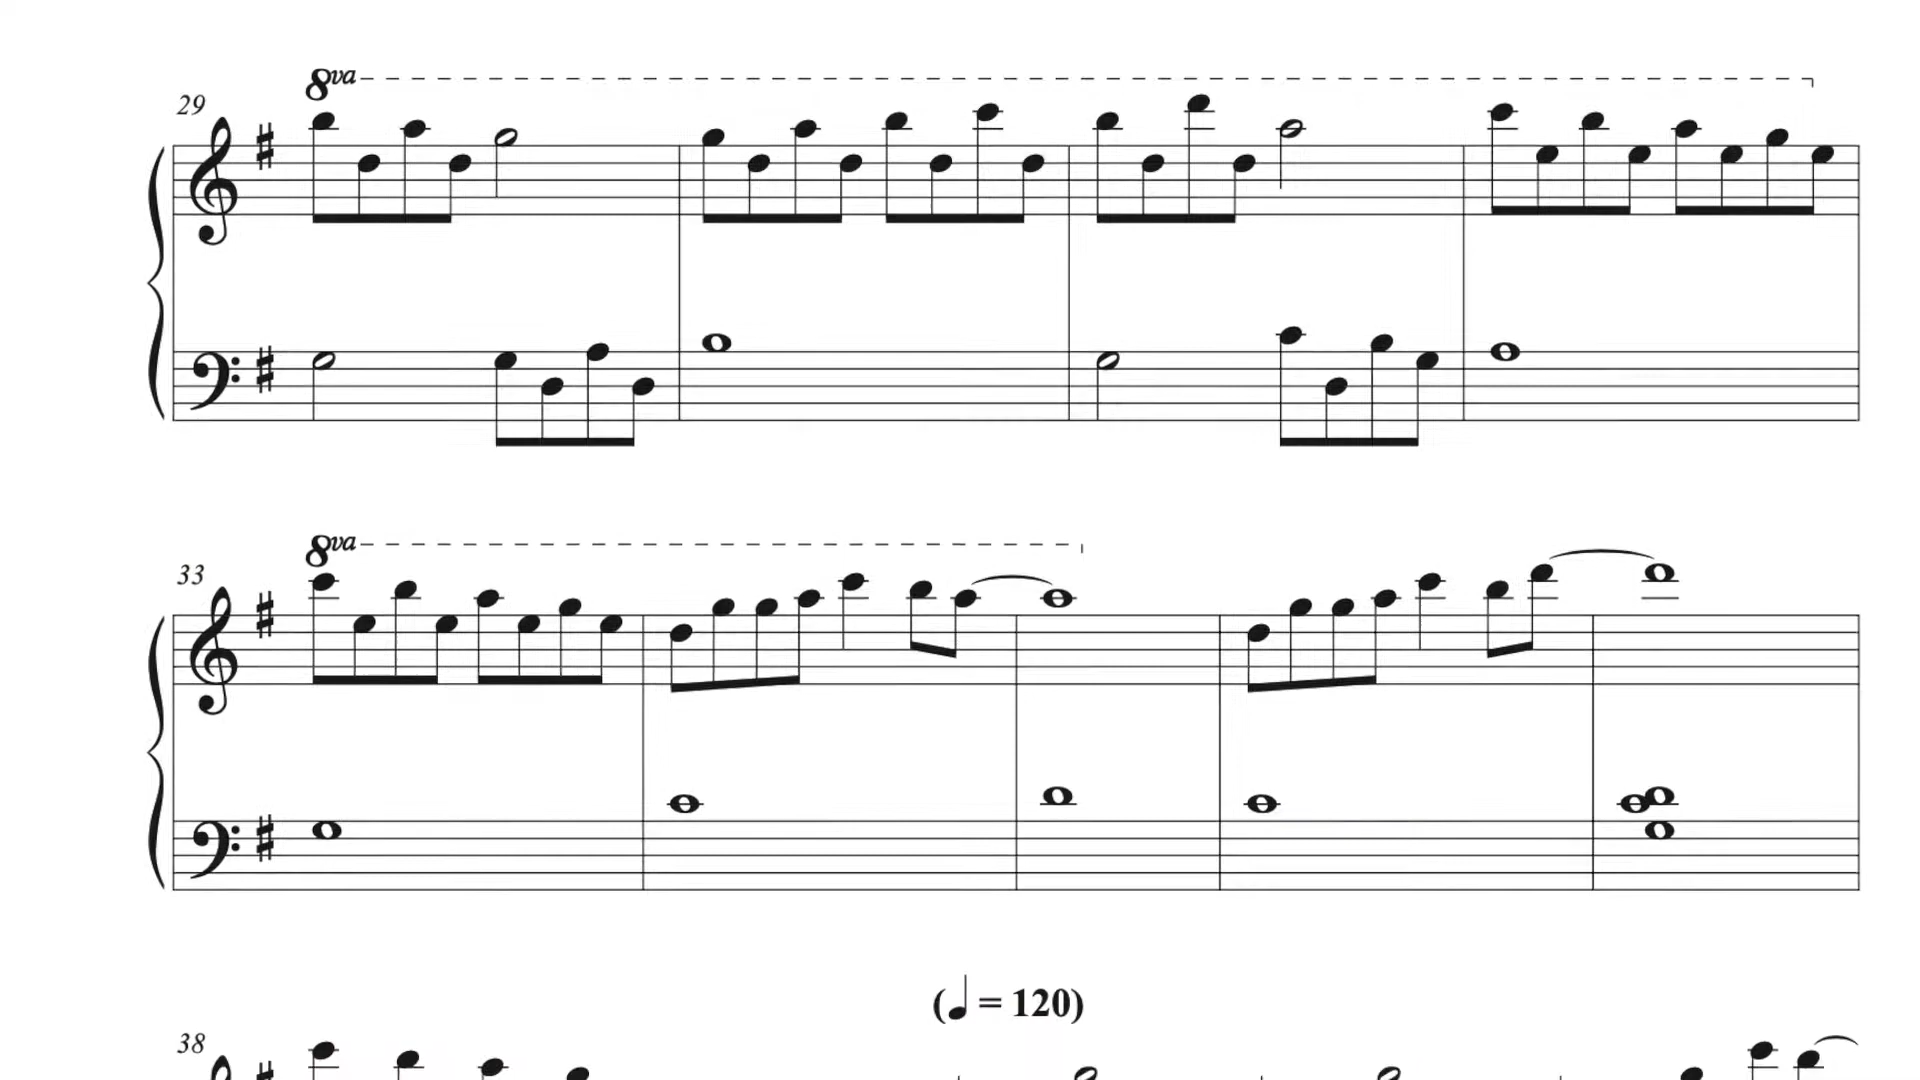 8va
29
8va
33
(♩ = 120)
38